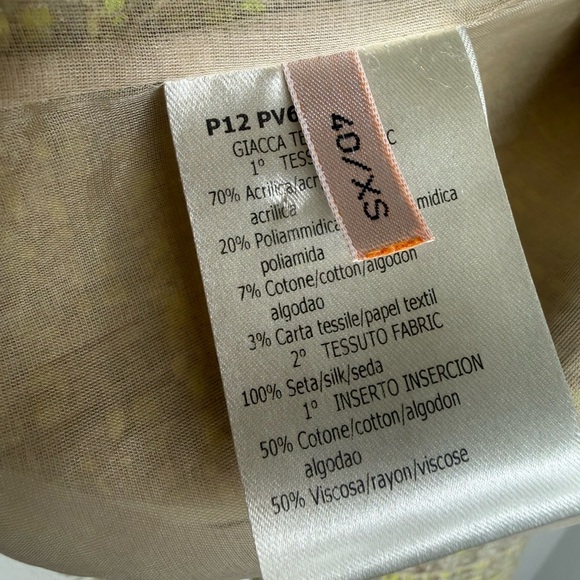 P12 PV6
GIACCA
1° TESS
70% Acrilica/acr
acrilica
20% Poliammidica midica
poliamida
7% Cotone/cotton/algodon
algodao
3% Carta tessile/papel textil
2° TESSUTO FABRIC
100% Seta/silk/seda
1° INSERTO INSERCION
50% Cotone/cotton/algodon
algodao
50% Viscosa/rayon/viscose
40/XS